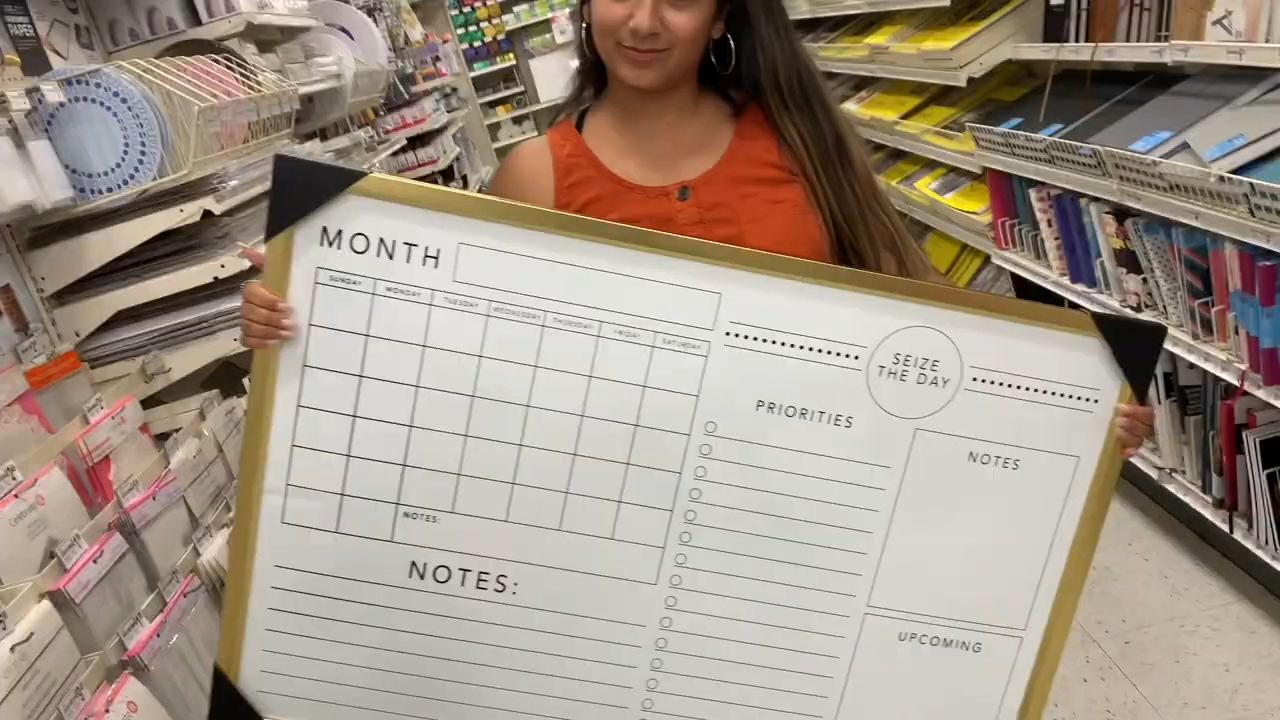 MONTH
SUNDAY MONDAY TUESDAY WEDNESDAY THURSDAY FRIDAY SATURDAY
SEIZE
THE DAY
PRIORITIES
NOTES
NOTES:
NOTES:
UPCOMING
PAPER